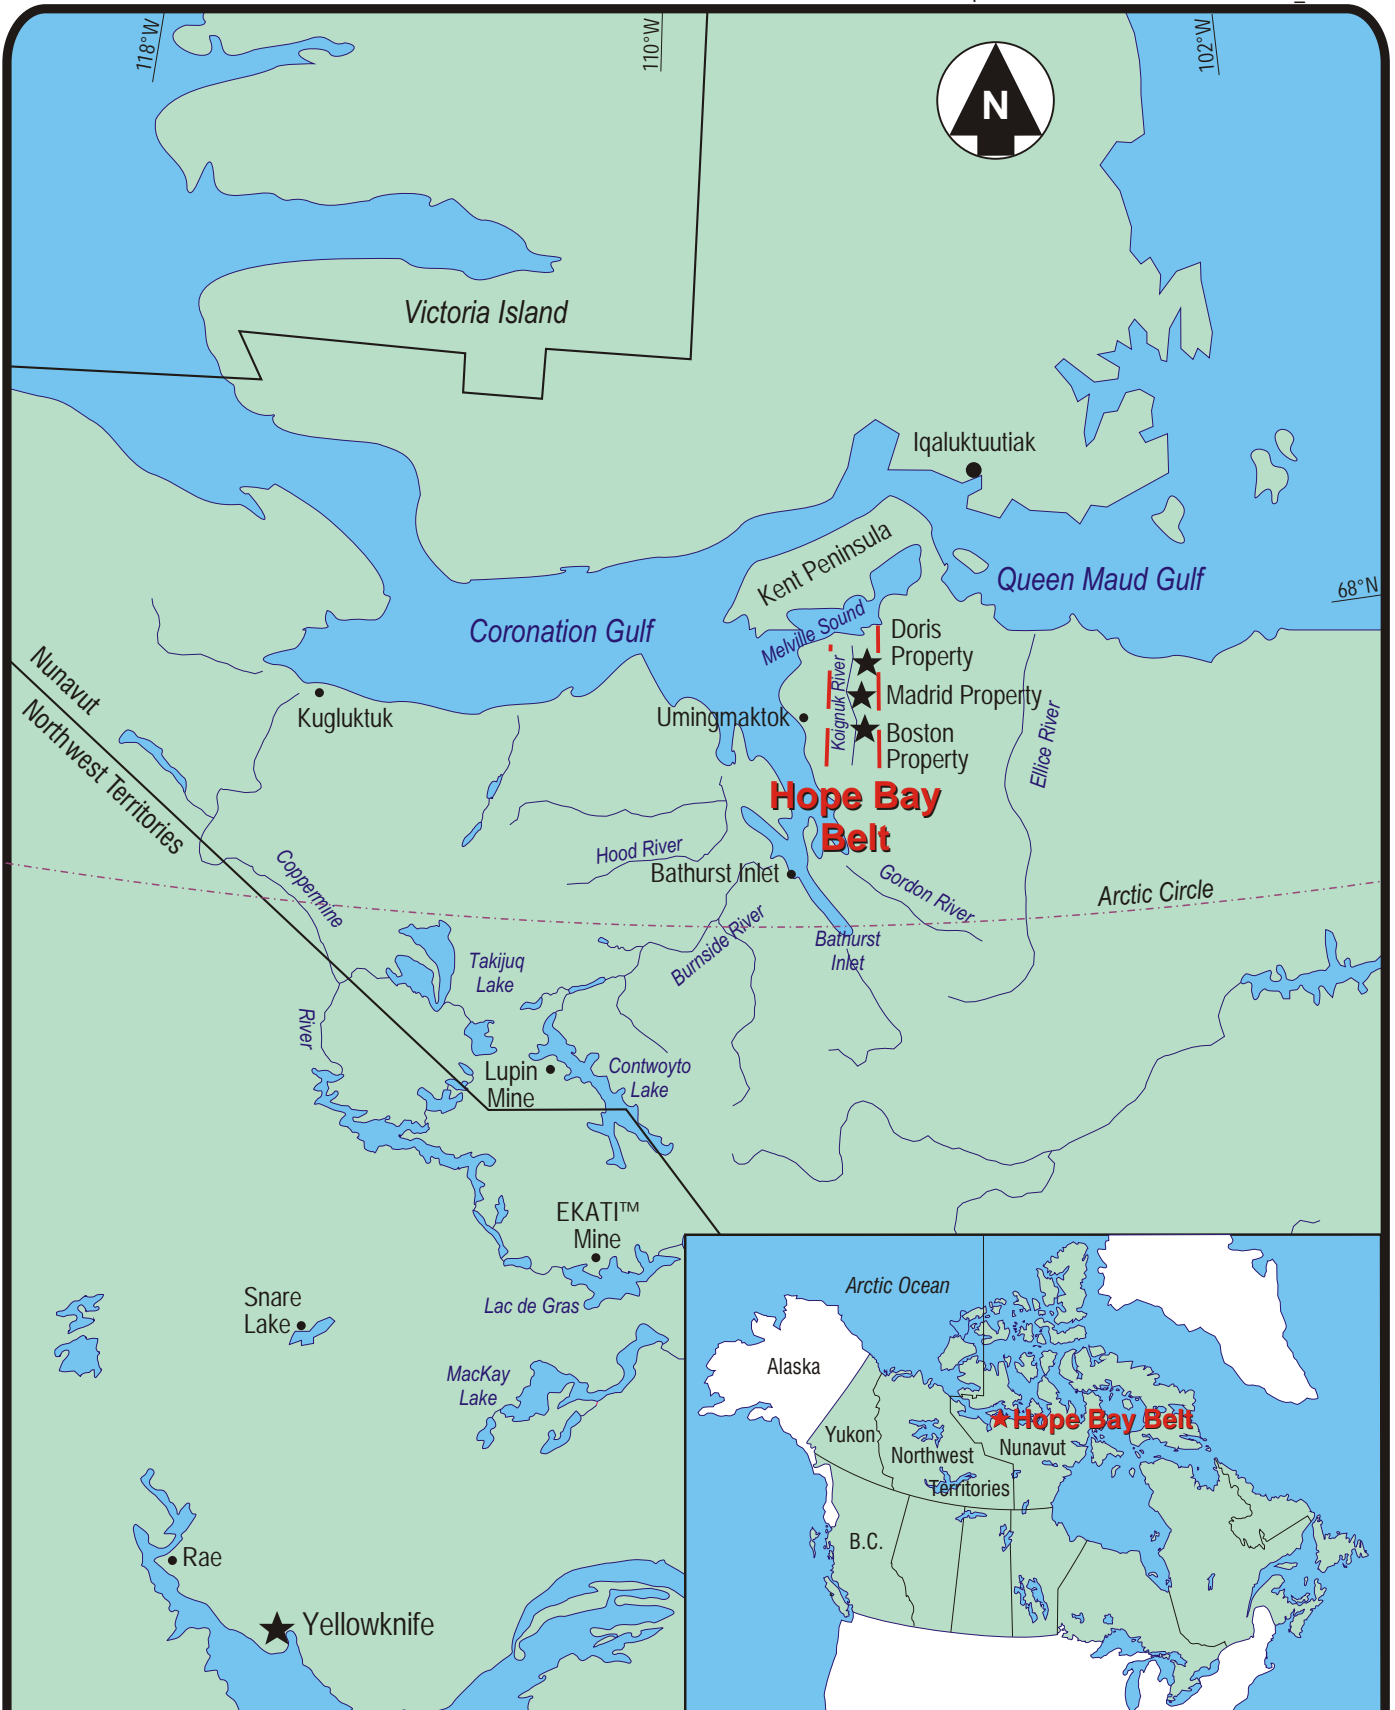 118°W
110°W
102°W
N
Victoria Island
Iqaluktuutiak
Kent Peninsula
Queen Maud Gulf
68°N
Coronation Gulf
Melville Sound
Doris
Property
Nunavut
Northwest Territories
Kugluktuk
Umingmaktok
Koignuk River
Madrid Property
Boston
Property
Ellice River
Hope Bay
Belt
Hood River
Coppermine
River
Bathurst Inlet
Gordon River
Arctic Circle
Burnside River
Bathurst
Inlet
Takijuq
Lake
Lupin
Mine
Contwoyto
Lake
EKATI™
Mine
Snare
Lake
Lac de Gras
MacKay
Lake
Rae
Yellowknife
Arctic Ocean
Alaska
Hope Bay Belt
Yukon
Nunavut
Northwest
Territories
B.C.